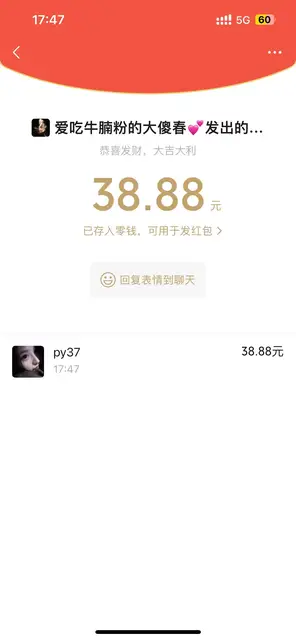 17:47 5G 60
爱吃牛腩粉的大傻春💕发出的...
恭喜发财，大吉大利
38.88 元
已存入零钱，可用于发红包
回复表情到聊天
py37 38.88元
17:47